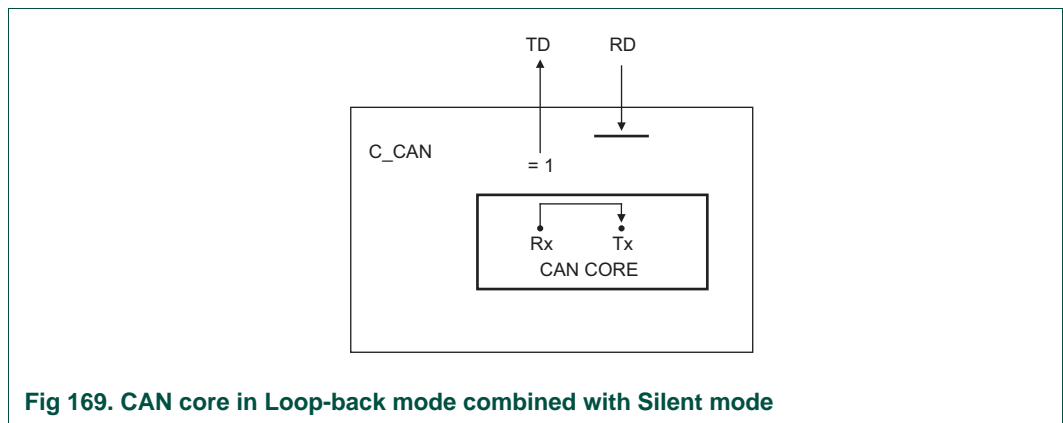 TD RD
C_CAN
= 1
Rx Tx
CAN CORE
Fig 169. CAN core in Loop-back mode combined with Silent mode